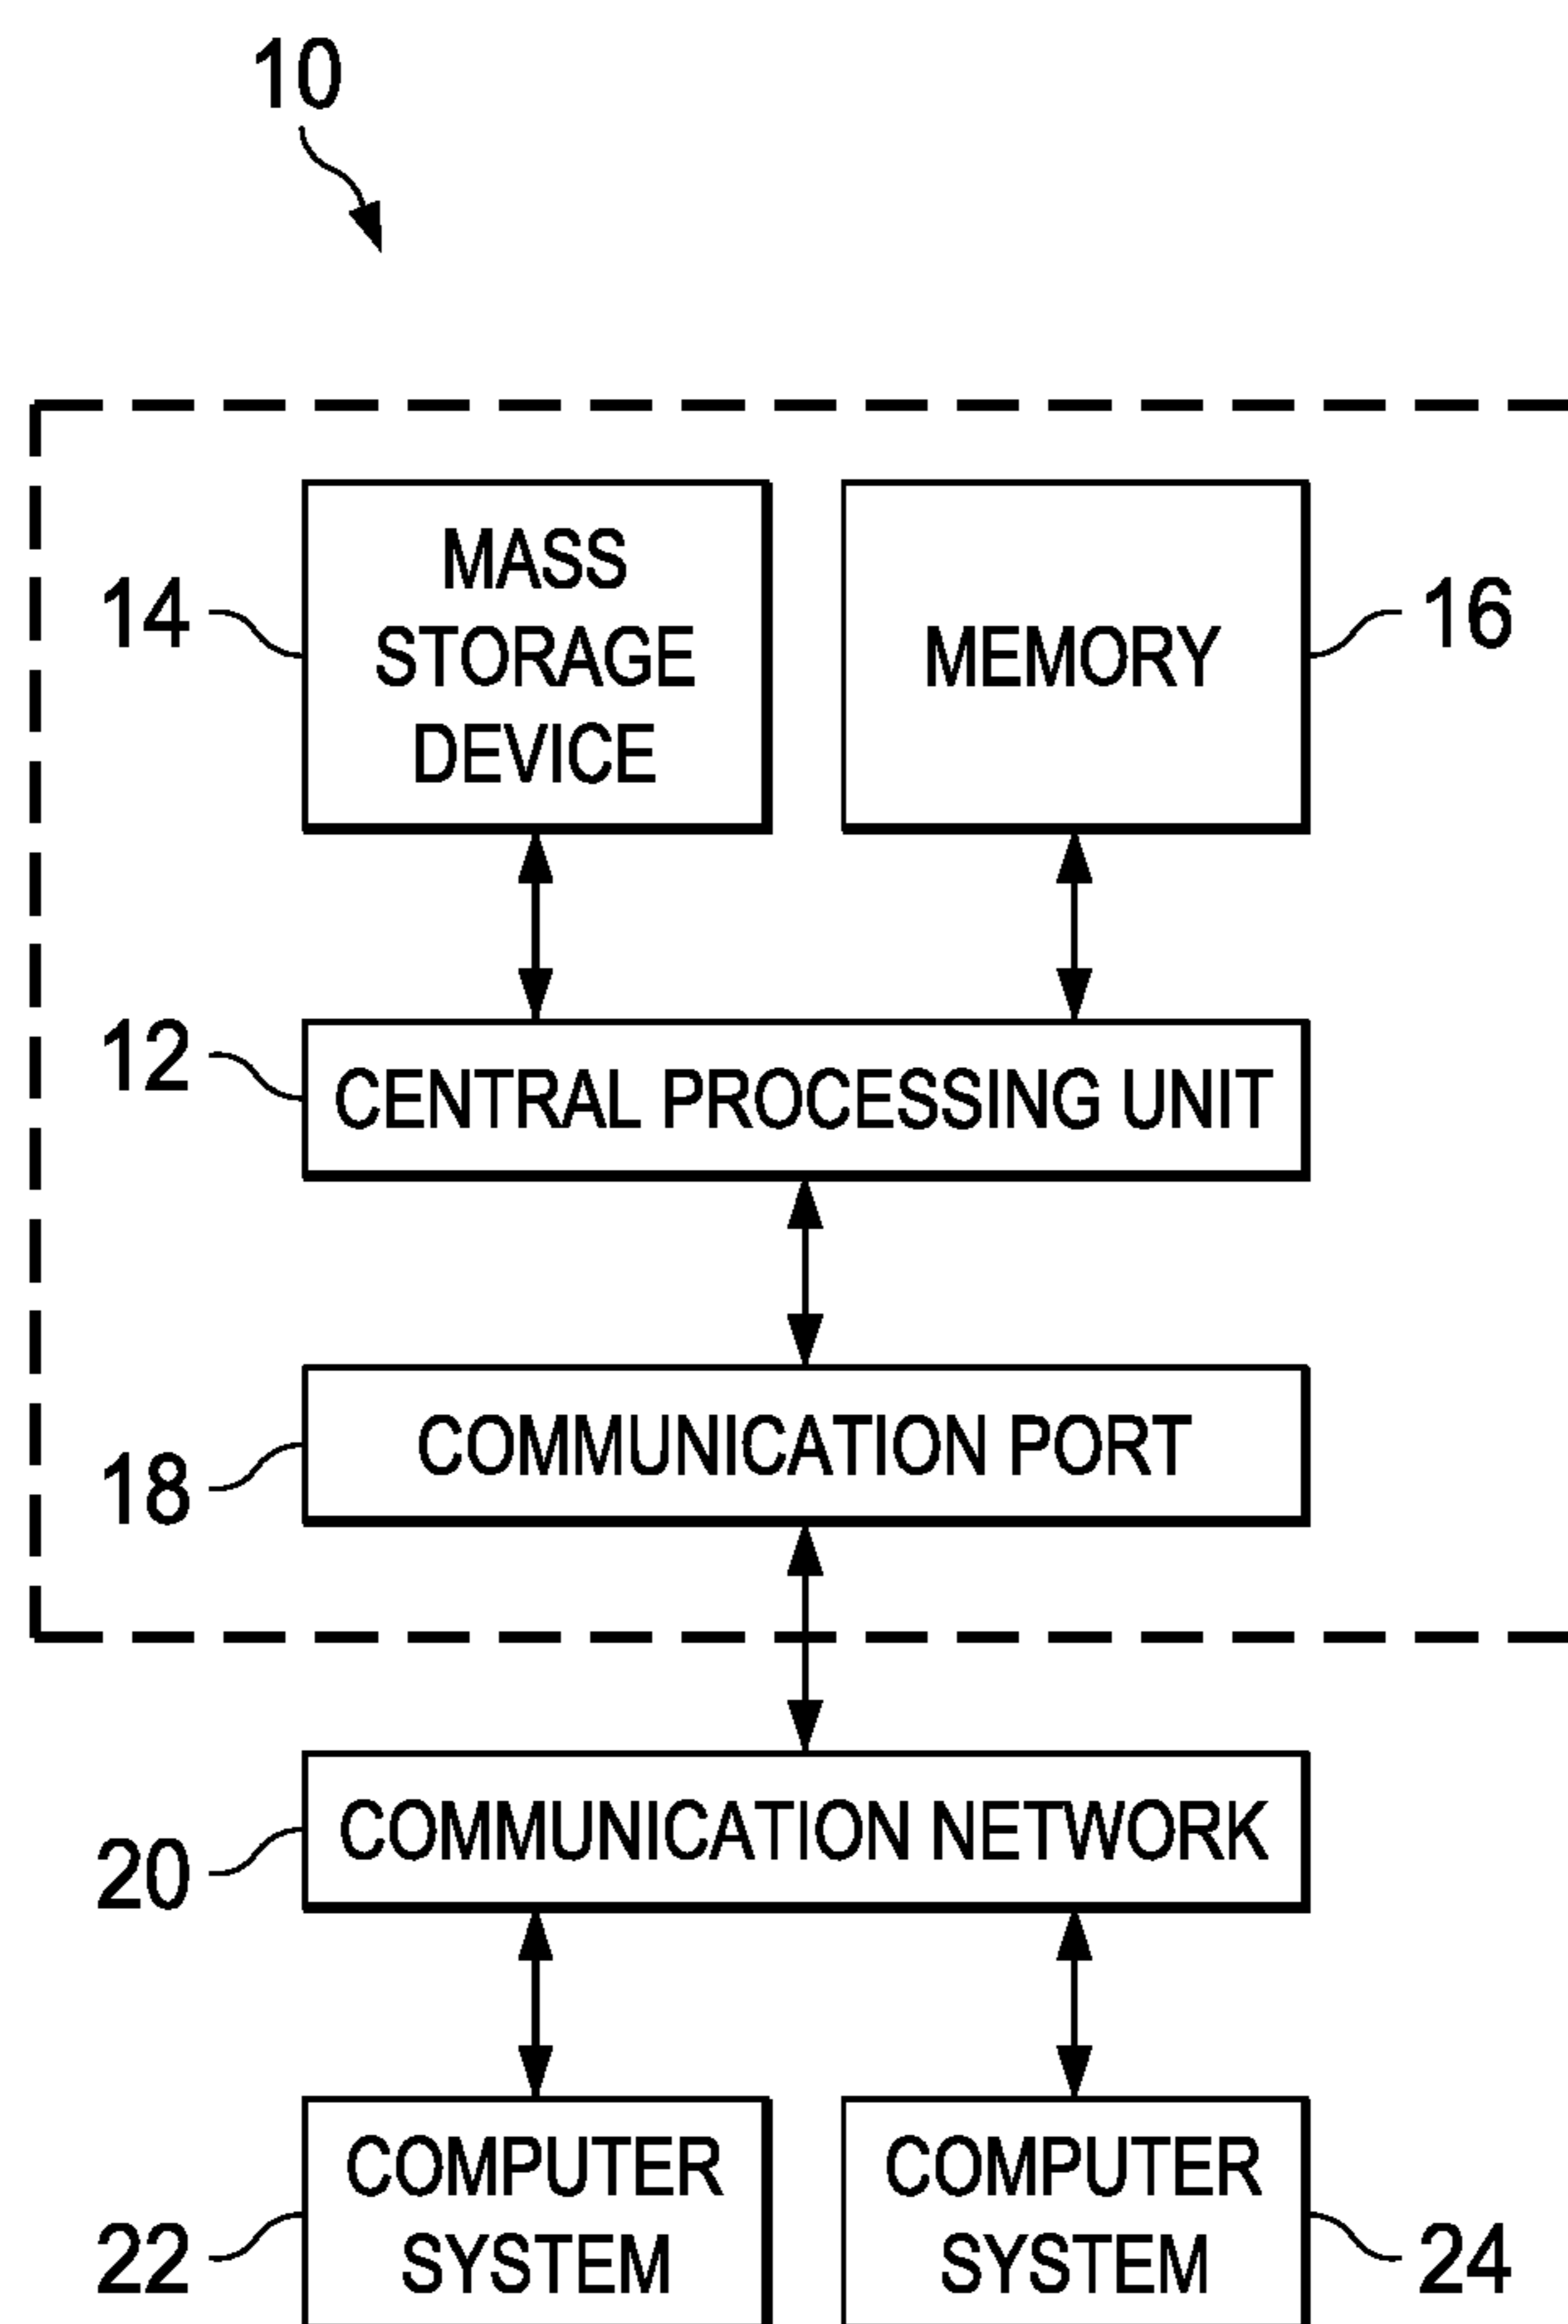 10
MASS
STORAGE
DEVICE
14
MEMORY
16
12
CENTRAL PROCESSING UNIT
COMMUNICATION PORT
18
COMMUNICATION NETWORK
20
COMPUTER
SYSTEM
22
COMPUTER
SYSTEM
24